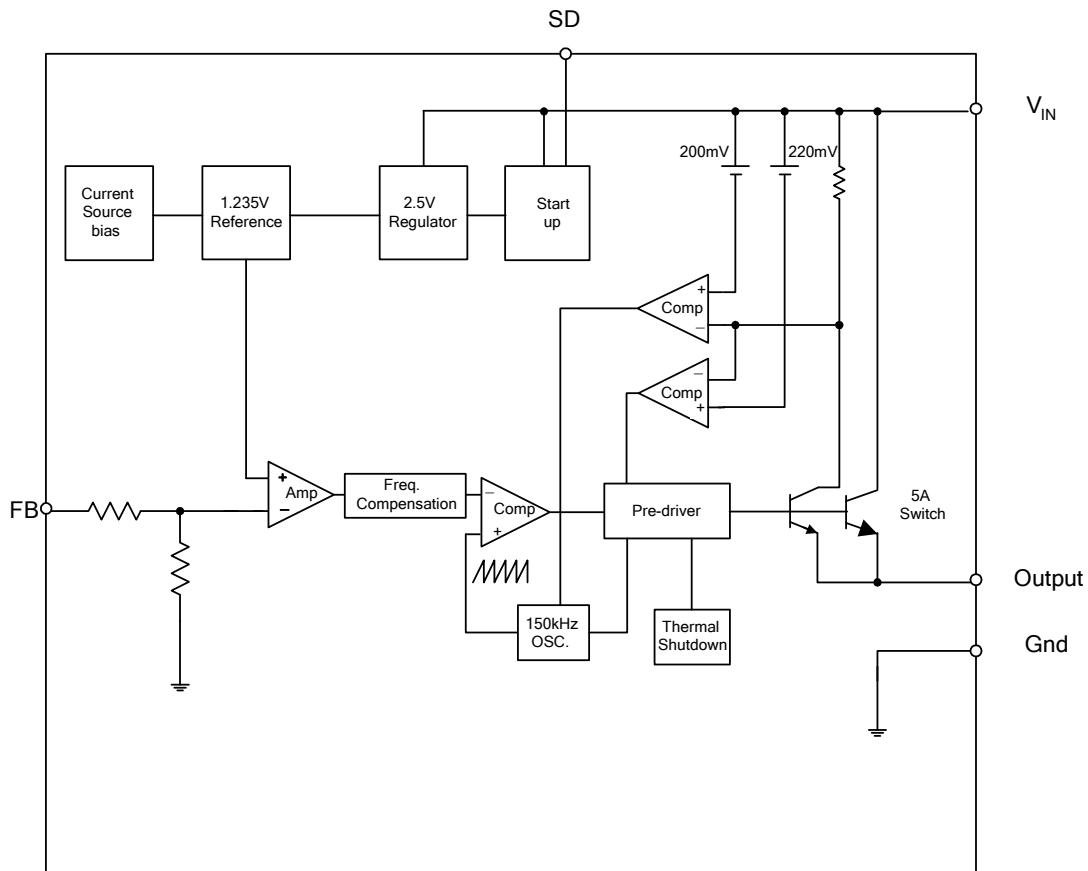 SD
V_IN
200mV
220mV
Current
Source
bias
1.235V
Reference
2.5V
Regulator
Start
up
+
Comp
−
−
Comp
+
FB
+
Amp
−
Freq.
Compensation
−
Comp
+
Pre-driver
5A
Switch
Output
150kHz
OSC.
Thermal
Shutdown
Gnd